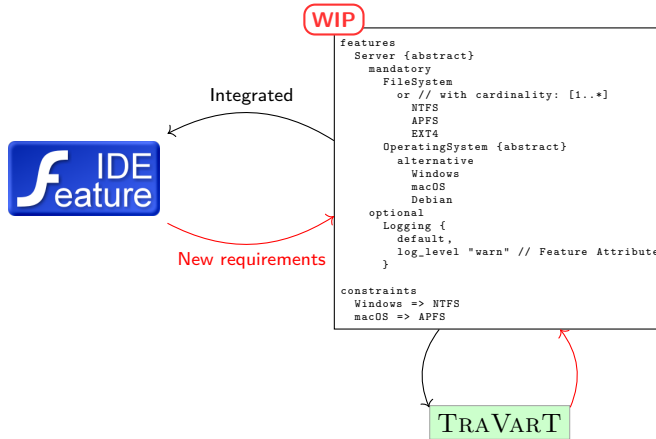 WIP
features
Server {abstract}
mandatory
FileSystem
or // with cardinality: [1..*]
NTFS
APFS
EXT4
OperatingSystem {abstract}
alternative
Windows
macOS
Debian
optional
Logging {
default,
log_level "warn" // Feature Attribute
}
constraints
Windows => NTFS
macOS => APFS
Integrated
IDE
Feature
New requirements
TRAVART